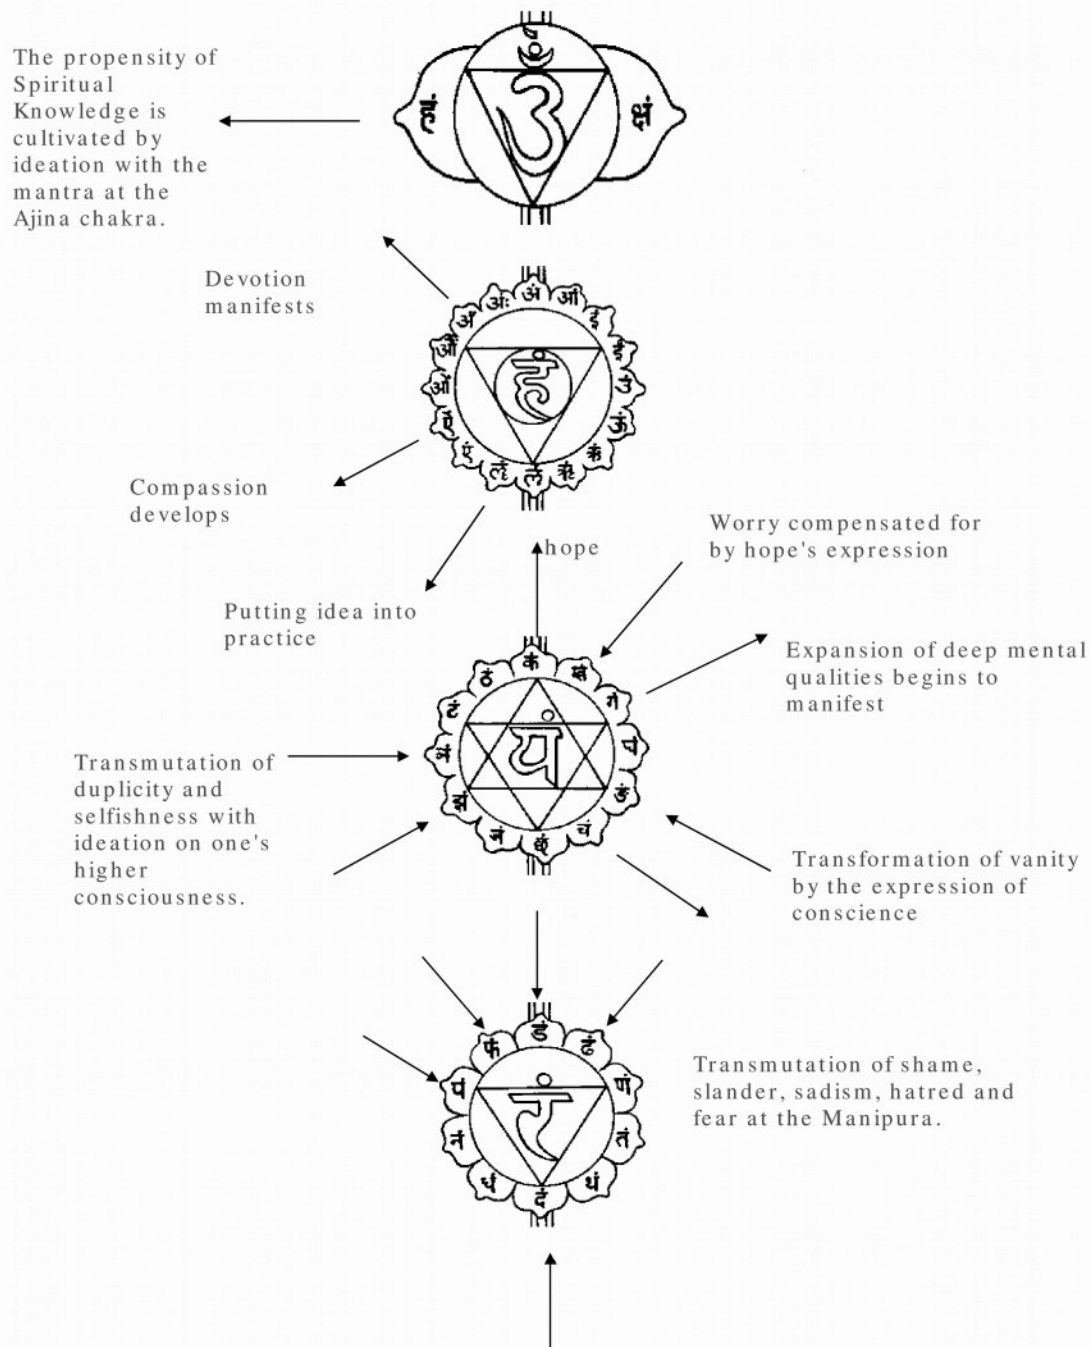 The propensity of
Spiritual
Knowledge is
cultivated by
ideation with the
mantra at the
Ajina chakra.
Devotion
manifests
अं
आं
इं
ईं
उं
ऊं
ऋं
ॠं
एं
ऐं
हं
Compassion
develops
hope
Worry compensated for
by hope's expression
Putting idea into
practice
Expansion of deep mental
qualities begins to
manifest
कं
गं
घं
ङं
चं
छं
टं
ठं
यं
Transmutation of
duplicity and
selfishness with
ideation on one's
higher
consciousness.
Transformation of vanity
by the expression of
conscience
डं
ढं
णं
तं
थं
दं
धं
नं
पं
फं
रं
Transmutation of shame,
slander, sadism, hatred and
fear at the Manipura.